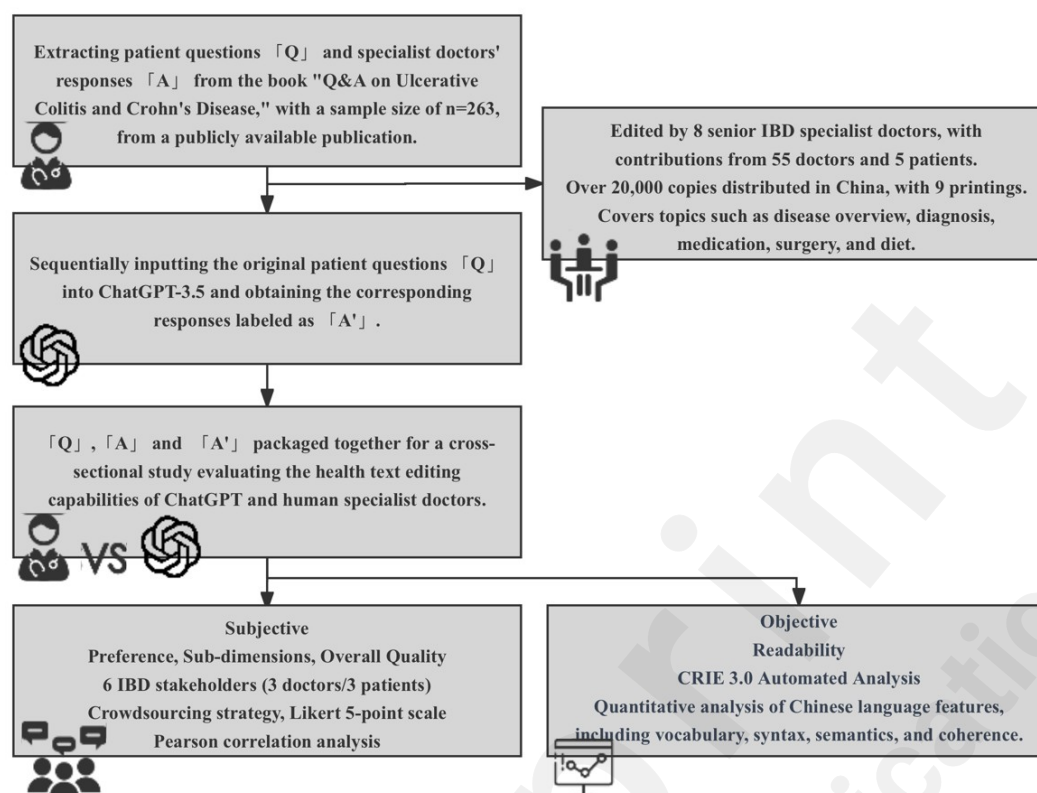 Extracting patient questions 「Q」 and specialist doctors'
responses 「A」 from the book "Q&A on Ulcerative
Colitis and Crohn's Disease," with a sample size of n=263,
from a publicly available publication.
Edited by 8 senior IBD specialist doctors, with
contributions from 55 doctors and 5 patients.
Over 20,000 copies distributed in China, with 9 printings.
Covers topics such as disease overview, diagnosis,
medication, surgery, and diet.
Sequentially inputting the original patient questions 「Q」
into ChatGPT-3.5 and obtaining the corresponding
responses labeled as 「A'」.
「Q」,「A」 and 「A'」 packaged together for a cross-
sectional study evaluating the health text editing
capabilities of ChatGPT and human specialist doctors.
VS
Subjective
Preference, Sub-dimensions, Overall Quality
6 IBD stakeholders (3 doctors/3 patients)
Crowdsourcing strategy, Likert 5-point scale
Pearson correlation analysis
Objective
Readability
CRIE 3.0 Automated Analysis
Quantitative analysis of Chinese language features,
including vocabulary, syntax, semantics, and coherence.